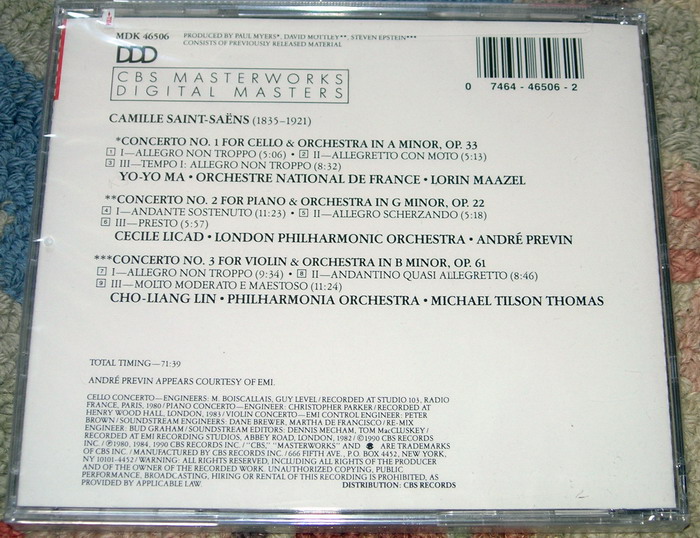 MDK 46506
PRODUCED BY PAUL MYERS*, DAVID MOTTLEY**, STEVEN EPSTEIN***
CONSISTS OF PREVIOUSLY RELEASED MATERIAL
DDD
CBS MASTERWORKS
DIGITAL MASTERS
0 7464-46506-2
CAMILLE SAINT-SAËNS (1835–1921)
*CONCERTO NO. 1 FOR CELLO & ORCHESTRA IN A MINOR, OP. 33
1 I—ALLEGRO NON TROPPO (5:06) • 2 II—ALLEGRETTO CON MOTO (5:13)
3 III—TEMPO I: ALLEGRO NON TROPPO (8:32)
YO-YO MA • ORCHESTRE NATIONAL DE FRANCE • LORIN MAAZEL
**CONCERTO NO. 2 FOR PIANO & ORCHESTRA IN G MINOR, OP. 22
4 I—ANDANTE SOSTENUTO (11:23) • 5 II—ALLEGRO SCHERZANDO (5:18)
6 III—PRESTO (5:57)
CECILE LICAD • LONDON PHILHARMONIC ORCHESTRA • ANDRÉ PREVIN
***CONCERTO NO. 3 FOR VIOLIN & ORCHESTRA IN B MINOR, OP. 61
7 I—ALLEGRO NON TROPPO (9:34) • 8 II—ANDANTINO QUASI ALLEGRETTO (8:46)
9 III—MOLTO MODERATO E MAESTOSO (11:24)
CHO-LIANG LIN • PHILHARMONIA ORCHESTRA • MICHAEL TILSON THOMAS
TOTAL TIMING—71:39
ANDRÉ PREVIN APPEARS COURTESY OF EMI.
CELLO CONCERTO—ENGINEERS: M. BOISCALLAIS, GUY LEVEL/RECORDED AT STUDIO 103, RADIO
FRANCE, PARIS, 1980/PIANO CONCERTO—ENGINEER: CHRISTOPHER PARKER/RECORDED AT
HENRY WOOD HALL, LONDON, 1983/VIOLIN CONCERTO—EMI CONTROL ENGINEER: PETER
BROWN/SOUNDSTREAM ENGINEERS: DANE BREWER, MARTHA DE FRANCISCO/RE-MIX
ENGINEER: BUD GRAHAM/SOUNDSTREAM EDITORS: DENNIS MECHAM, TOM MacCLUSKEY/
RECORDED AT EMI RECORDING STUDIOS, ABBEY ROAD, LONDON, 1982/©1990 CBS RECORDS
INC./℗1980, 1984, 1990 CBS RECORDS INC./"CBS," "MASTERWORKS" AND ARE TRADEMARKS
OF CBS INC./MANUFACTURED BY CBS RECORDS INC./666 FIFTH AVE., P.O. BOX 4452, NEW YORK,
NY 10101-4452/WARNING: ALL RIGHTS RESERVED, INCLUDING ALL RIGHTS OF THE PRODUCER
AND OF THE OWNER OF THE RECORDED WORK. UNAUTHORIZED COPYING, PUBLIC
PERFORMANCE, BROADCASTING, HIRING OR RENTAL OF THIS RECORDING IS PROHIBITED, AS
PROVIDED BY APPLICABLE LAW. DISTRIBUTION: CBS RECORDS